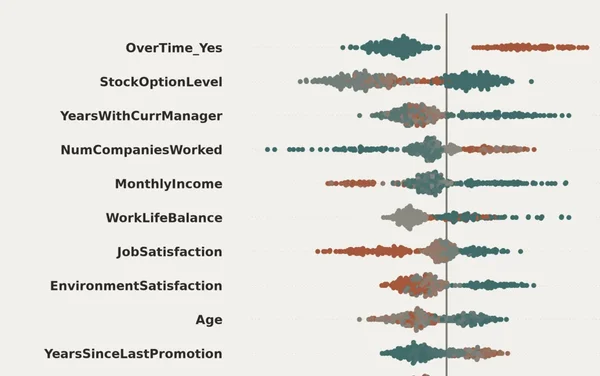 OverTime_Yes
StockOptionLevel
YearsWithCurrManager
NumCompaniesWorked
MonthlyIncome
WorkLifeBalance
JobSatisfaction
EnvironmentSatisfaction
Age
YearsSinceLastPromotion